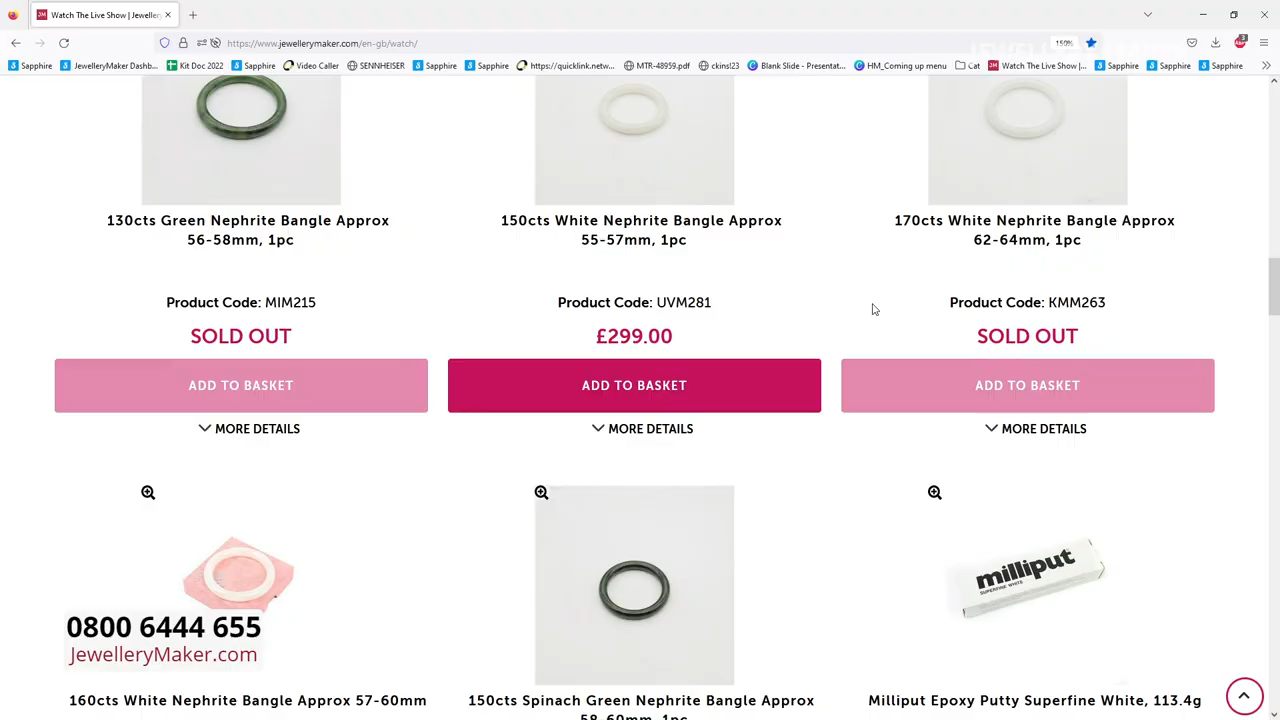 Watch The Live Show | Jeweller
https://www.jewellerymaker.com/en-gb/watch/
150%
Sapphire
JewelleryMaker Dashb...
Kit Doc 2022
Sapphire
Video Caller
SENNHEISER
Sapphire
Sapphire
https://quicklink.netw...
MTR-48959.pdf
ckins!23
Blank Slide - Presentat...
HM_Coming up menu
Cat
Watch The Live Show |...
Sapphire
Sapphire
Sapphire
130cts Green Nephrite Bangle Approx
56-58mm, 1pc
150cts White Nephrite Bangle Approx
55-57mm, 1pc
170cts White Nephrite Bangle Approx
62-64mm, 1pc
Product Code: MIM215
Product Code: UVM281
Product Code: KMM263
SOLD OUT
£299.00
SOLD OUT
ADD TO BASKET
ADD TO BASKET
ADD TO BASKET
MORE DETAILS
MORE DETAILS
MORE DETAILS
milliput
SUPERFINE WHITE
0800 6444 655
JewelleryMaker.com
160cts White Nephrite Bangle Approx 57-60mm
150cts Spinach Green Nephrite Bangle Approx
58-60mm, 1pc
Milliput Epoxy Putty Superfine White, 113.4g